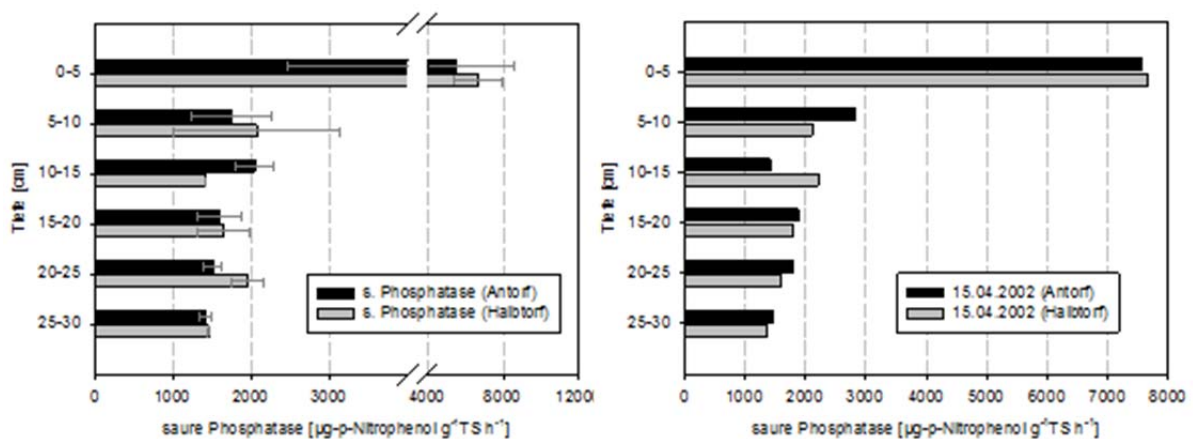 Tiefe [cm]
0-5
5-10
10-15
15-20
20-25
25-30
s. Phosphatase (Antorf)
s. Phosphatase (Halbtorf)
0 1000 2000 3000 4000 8000 1200
saure Phosphatase [µg-p-Nitrophenol g⁻¹TS h⁻¹]
Tiefe [cm]
0-5
5-10
10-15
15-20
20-25
25-30
15.04.2002 (Antorf)
15.04.2002 (Halbtorf)
0 1000 2000 3000 4000 5000 6000 7000 8000
saure Phosphatase [µg-p-Nitrophenol g⁻¹TS h⁻¹]